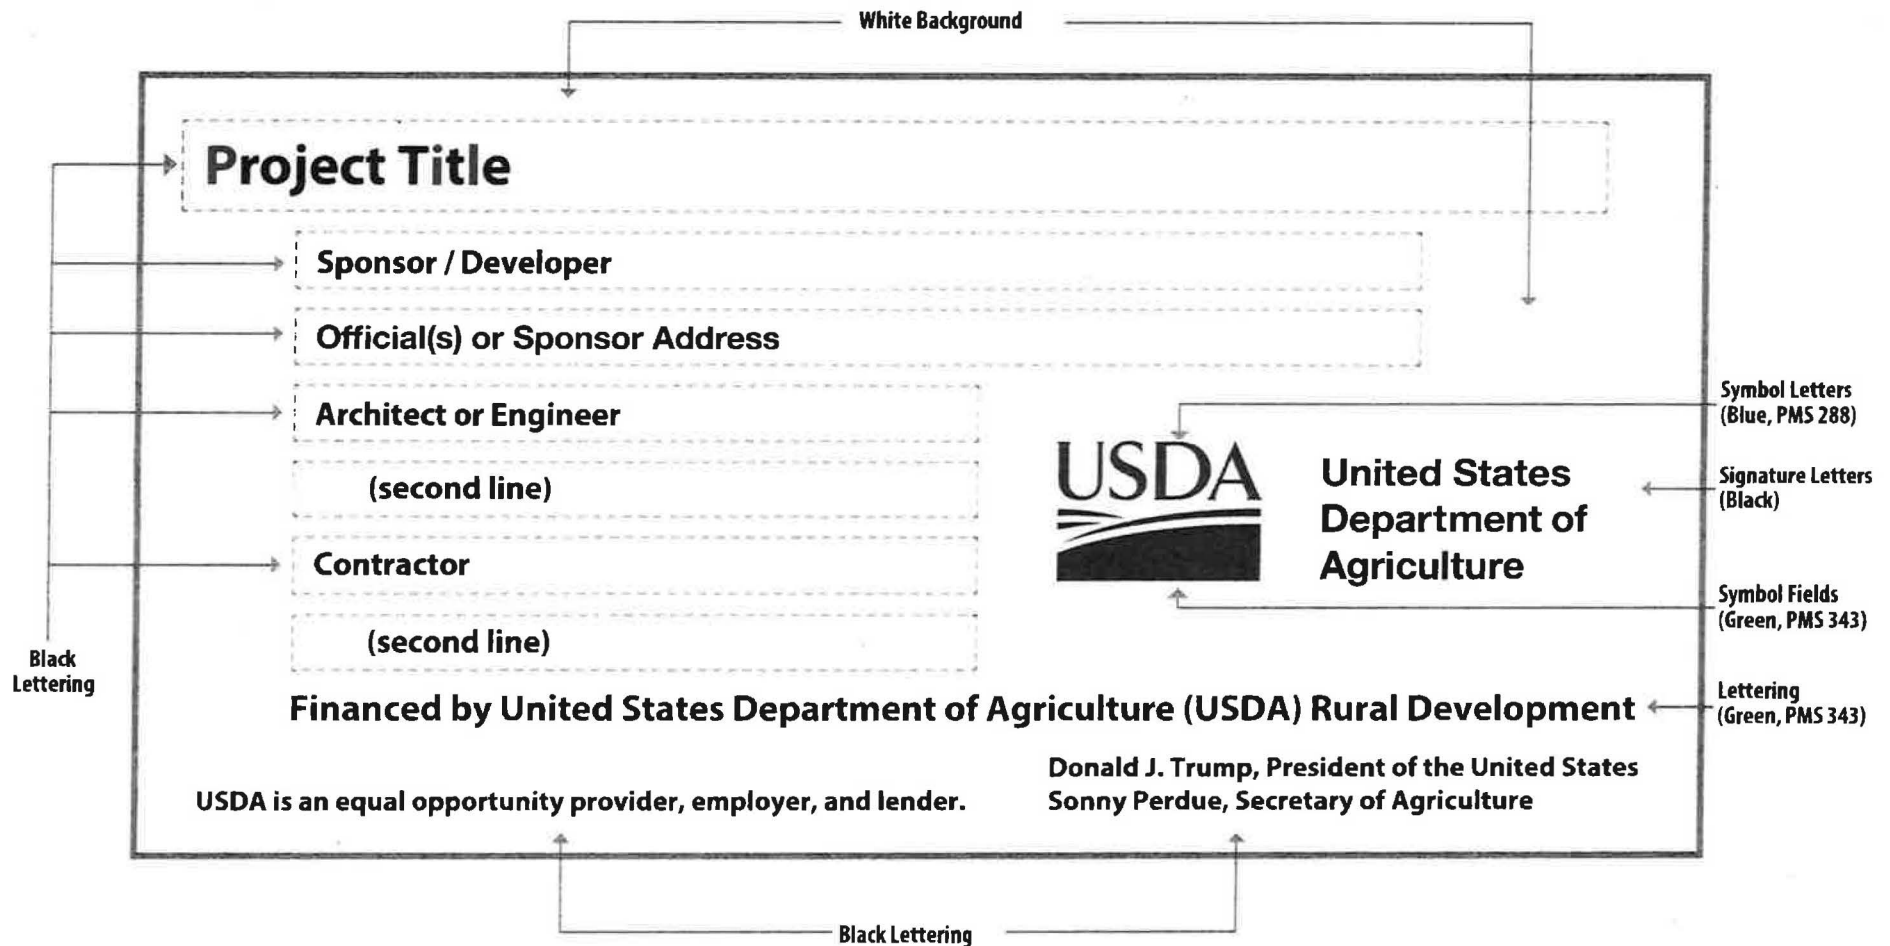 White Background
Project Title
Sponsor / Developer
Official(s) or Sponsor Address
Architect or Engineer
(second line)
Contractor
(second line)
Black
Lettering
USDA
United States
Department of
Agriculture
Symbol Letters
(Blue, PMS 288)
Signature Letters
(Black)
Symbol Fields
(Green, PMS 343)
Lettering
(Green, PMS 343)
Financed by United States Department of Agriculture (USDA) Rural Development
USDA is an equal opportunity provider, employer, and lender.
Donald J. Trump, President of the United States
Sonny Perdue, Secretary of Agriculture
Black Lettering